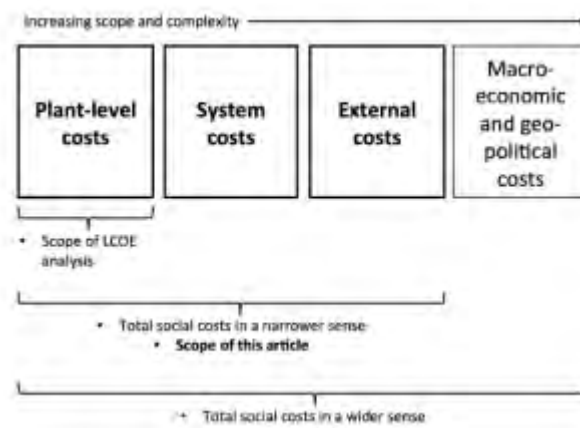 Increasing scope and complexity
Plant-level
costs
System
costs
External
costs
Macro-
economic
and geo-
political
costs
• Scope of LCOE
analysis
• Total social costs in a narrower sense
• Scope of this article
• Total social costs in a wider sense